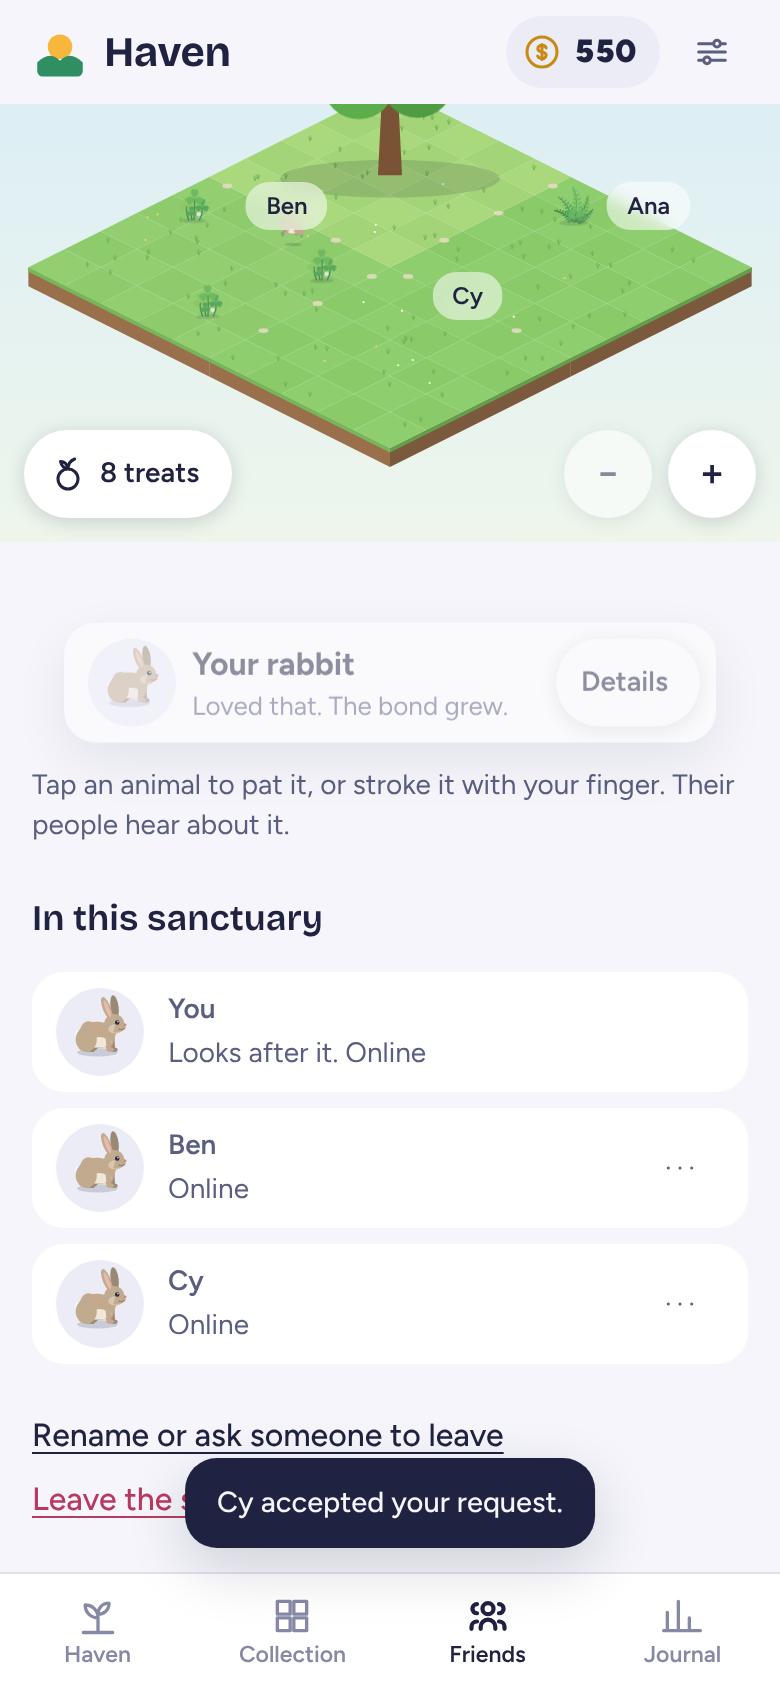 Haven
550
Ben
Ana
Cy
8 treats
−
+
Your rabbit
Loved that. The bond grew.
Details
Tap an animal to pat it, or stroke it with your finger. Their
people hear about it.
In this sanctuary
You
Looks after it. Online
Ben
Online
...
Cy
Online
...
Rename or ask someone to leave
Leave the
Cy accepted your request.
Haven
Collection
Friends
Journal